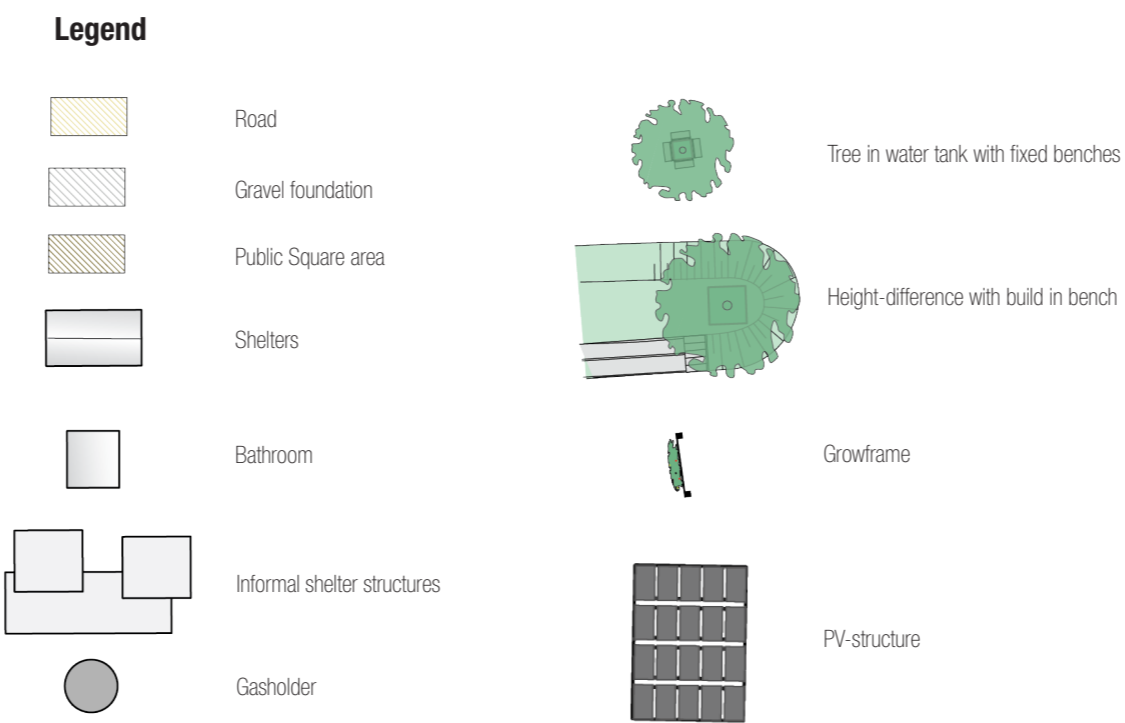 Legend
Road
Gravel foundation
Public Square area
Shelters
Bathroom
Informal shelter structures
Gasholder
Tree in water tank with fixed benches
Height-difference with build in bench
Growframe
PV-structure